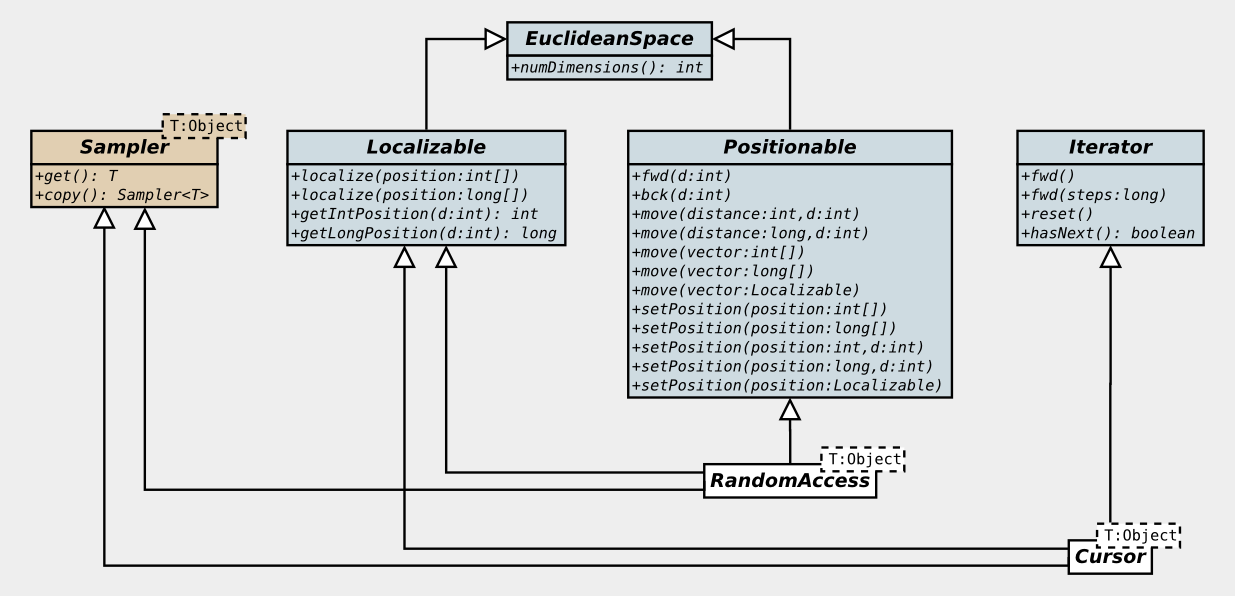 EuclideanSpace
+numDimensions(): int
T:Object
Sampler
+get(): T
+copy(): Sampler<T>
Localizable
+localize(position:int[])
+localize(position:long[])
+getIntPosition(d:int): int
+getLongPosition(d:int): long
Positionable
+fwd(d:int)
+bck(d:int)
+move(distance:int,d:int)
+move(distance:long,d:int)
+move(vector:int[])
+move(vector:long[])
+move(vector:Localizable)
+setPosition(position:int[])
+setPosition(position:long[])
+setPosition(position:int,d:int)
+setPosition(position:long,d:int)
+setPosition(position:Localizable)
Iterator
+fwd()
+fwd(steps:long)
+reset()
+hasNext(): boolean
T:Object
RandomAccess
T:Object
Cursor